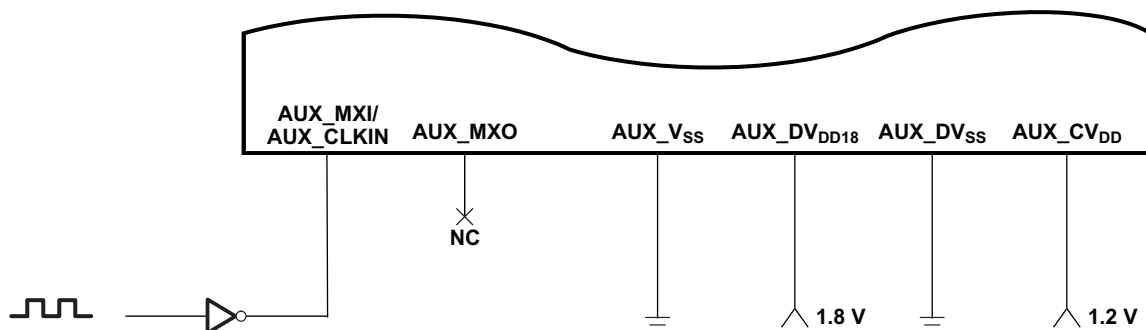 AUX_MXI/
AUX_CLKIN
AUX_MXO
AUX_VSS
AUX_DVDD18
AUX_DVSS
AUX_CVDD
NC
1.8 V
1.2 V